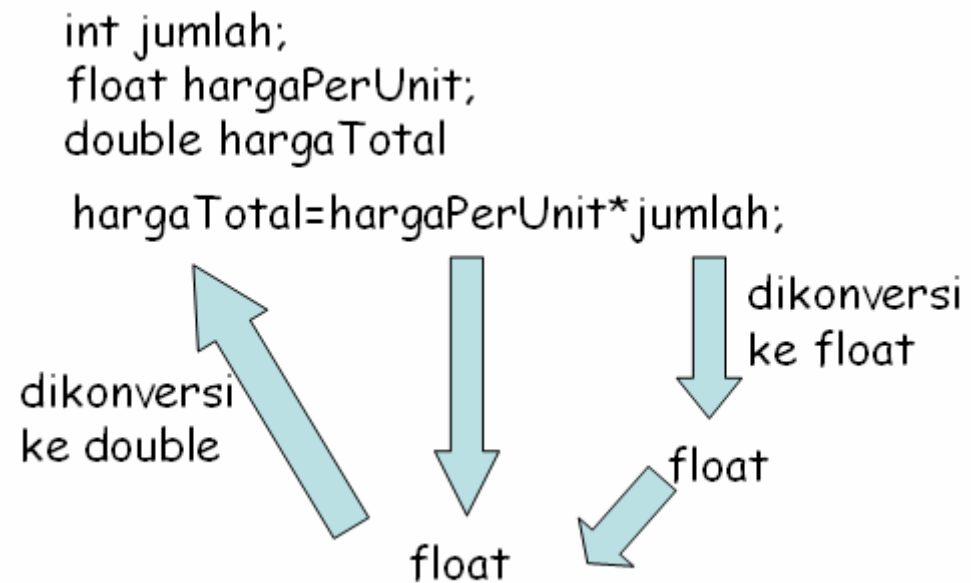 int jumlah;
float hargaPerUnit;
double hargaTotal
hargaTotal=hargaPerUnit*jumlah;
dikonversi
ke float
dikonversi
ke double
float
float